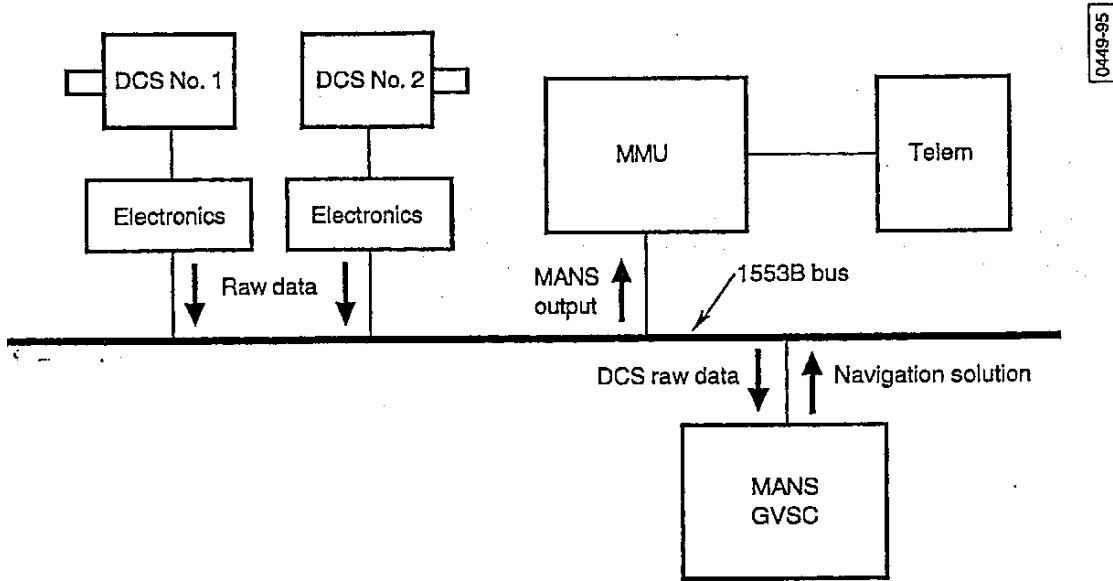 0449-95
DCS No. 1
DCS No. 2
MMU
Telem
Electronics
Electronics
Raw data
MANS
output
1553B bus
DCS raw data
Navigation solution
MANS
GVSC